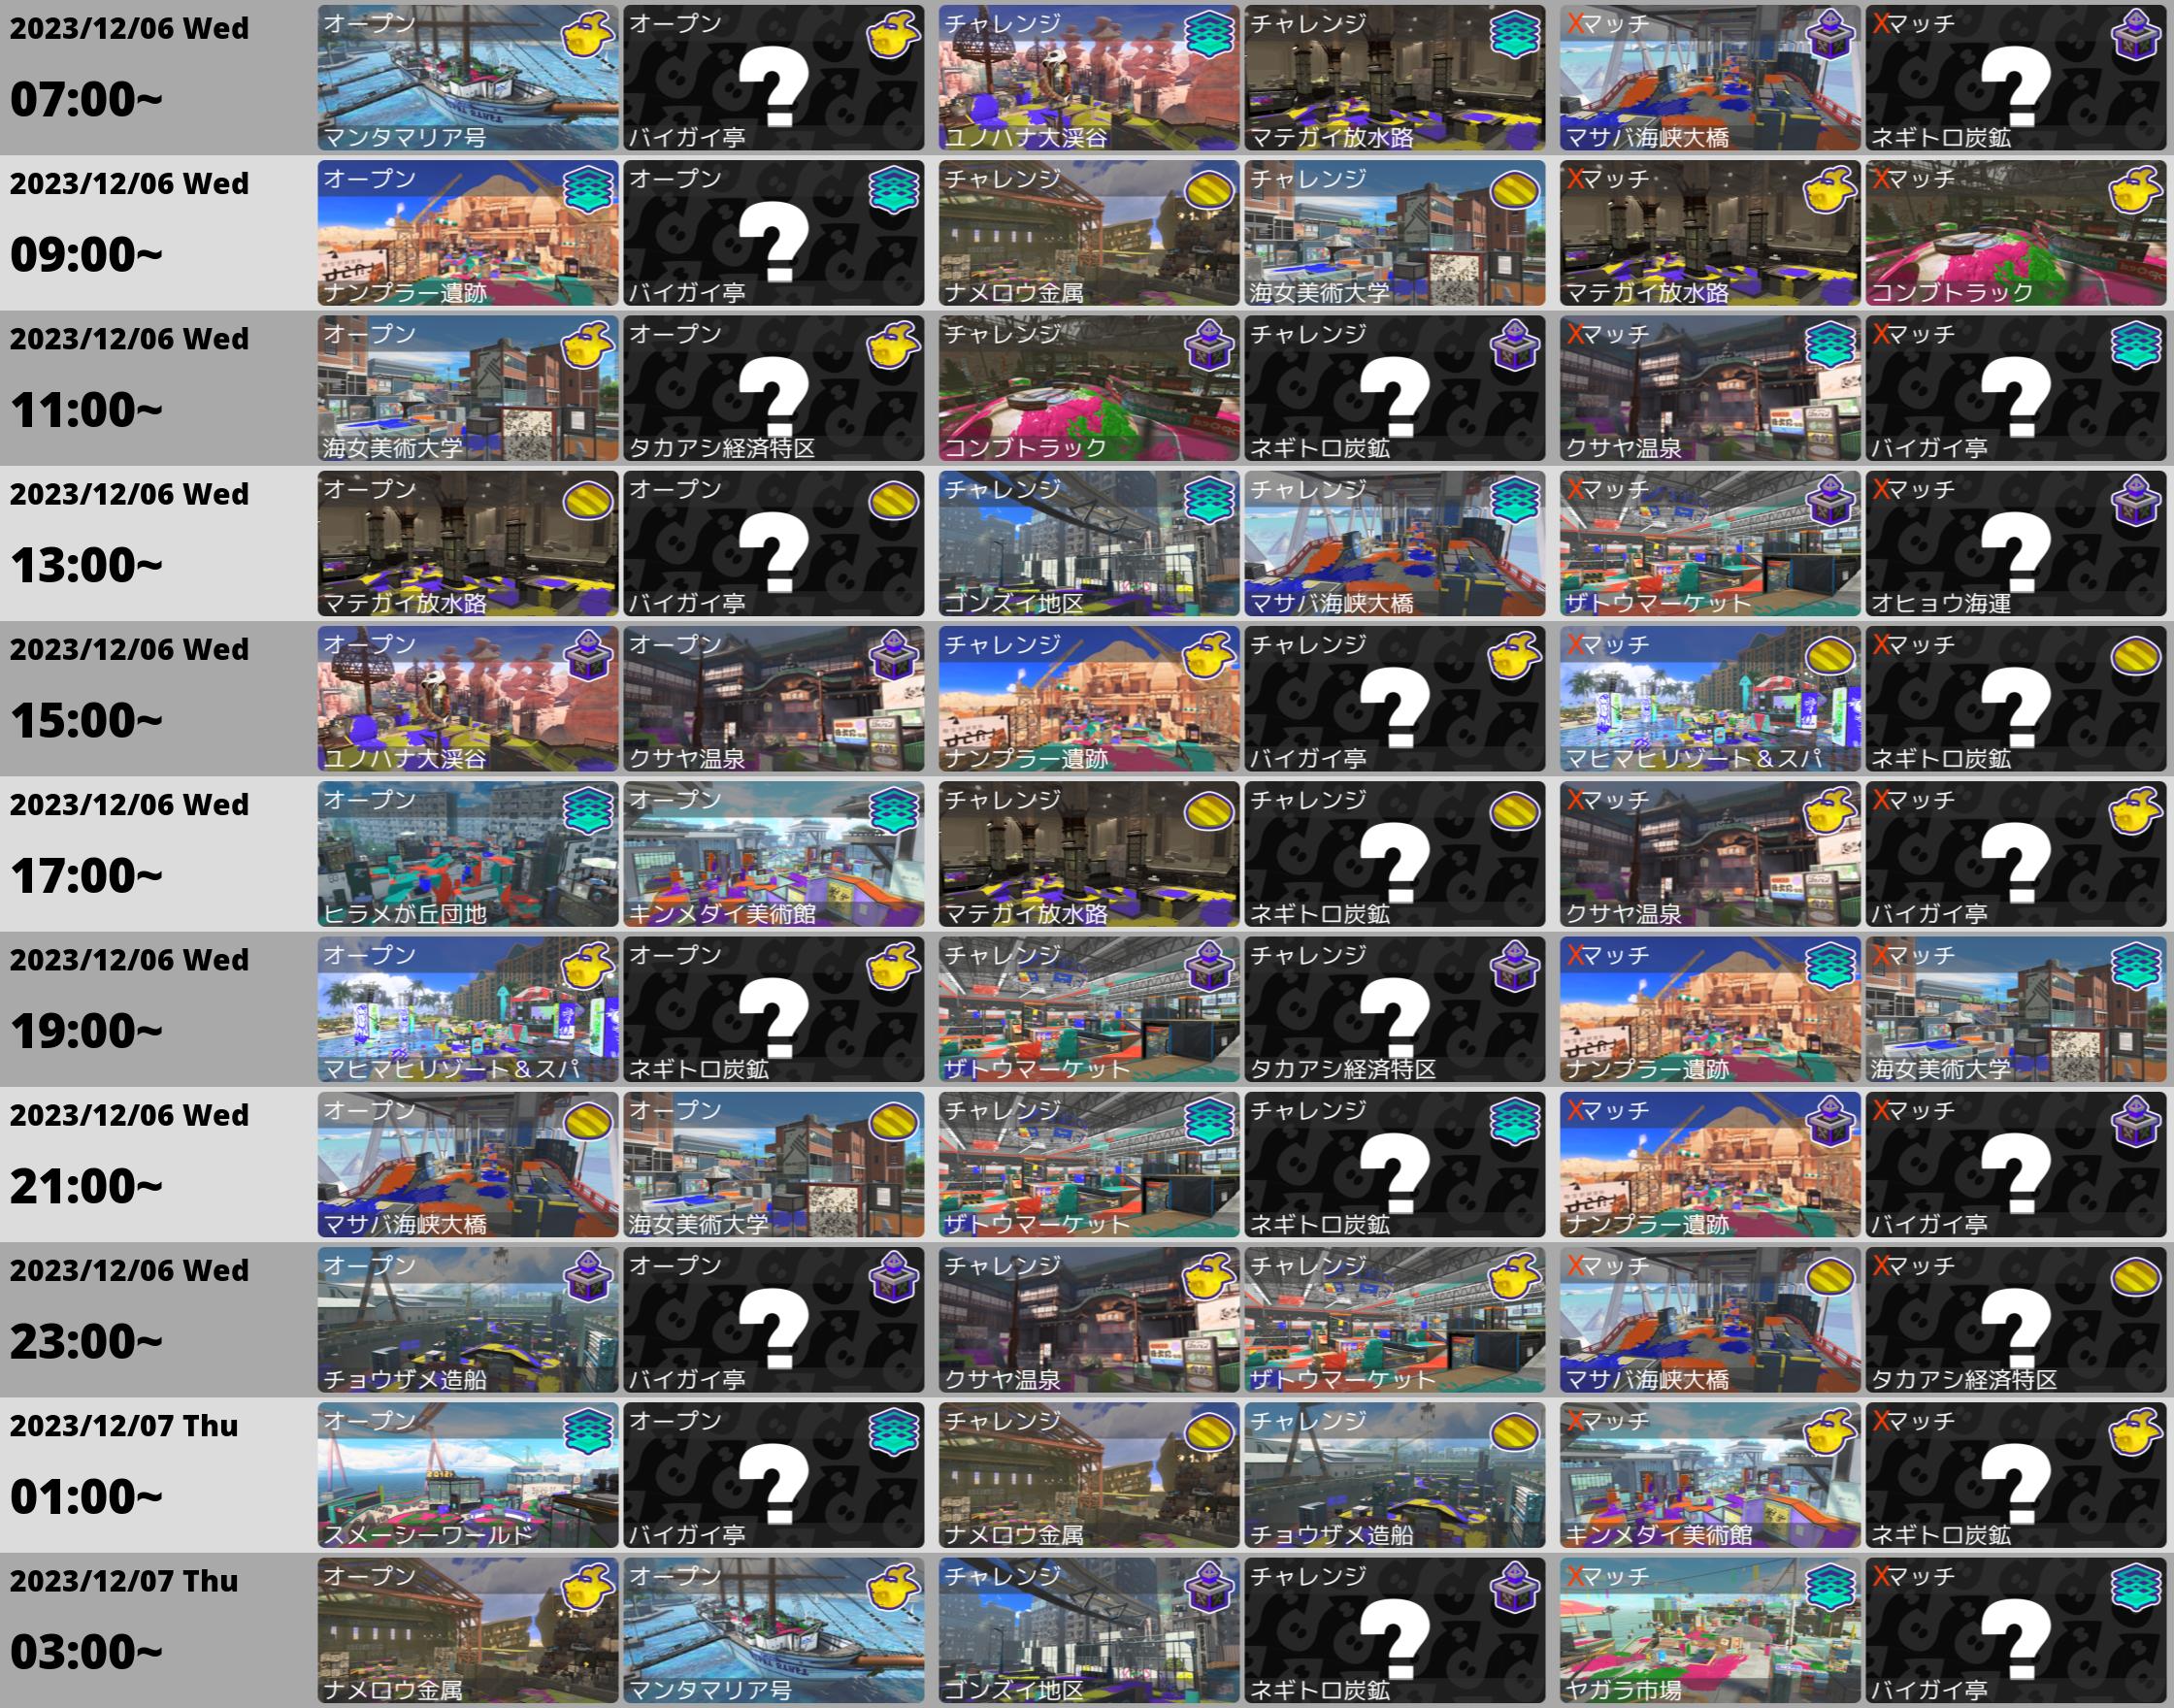 2023/12/06 Wed
07:00~
オープン
マンタマリア号
オープン
?
バイガイ亭
チャレンジ
ユノハナ大渓谷
チャレンジ
マテガイ放水路
Xマッチ
マサバ海峡大橋
Xマッチ
?
ネギトロ炭鉱
2023/12/06 Wed
09:00~
オープン
ナンプラー遺跡
オープン
?
バイガイ亭
チャレンジ
ナメロウ金属
チャレンジ
海女美術大学
Xマッチ
マテガイ放水路
Xマッチ
コンブトラック
2023/12/06 Wed
11:00~
オープン
海女美術大学
オープン
?
タカアシ経済特区
チャレンジ
コンブトラック
チャレンジ
?
ネギトロ炭鉱
Xマッチ
クサヤ温泉
Xマッチ
?
バイガイ亭
2023/12/06 Wed
13:00~
オープン
マテガイ放水路
オープン
?
バイガイ亭
チャレンジ
ゴンズイ地区
チャレンジ
マサバ海峡大橋
Xマッチ
ザトウマーケット
Xマッチ
?
オヒョウ海運
2023/12/06 Wed
15:00~
オープン
ユノハナ大渓谷
オープン
クサヤ温泉
チャレンジ
ナンプラー遺跡
チャレンジ
?
バイガイ亭
Xマッチ
マヒマヒリゾート＆スパ
Xマッチ
?
ネギトロ炭鉱
2023/12/06 Wed
17:00~
オープン
ヒラメが丘団地
オープン
キンメダイ美術館
チャレンジ
マテガイ放水路
チャレンジ
?
ネギトロ炭鉱
Xマッチ
クサヤ温泉
Xマッチ
?
バイガイ亭
2023/12/06 Wed
19:00~
オープン
マヒマヒリゾート＆スパ
オープン
?
ネギトロ炭鉱
チャレンジ
ザトウマーケット
チャレンジ
?
タカアシ経済特区
Xマッチ
ナンプラー遺跡
Xマッチ
海女美術大学
2023/12/06 Wed
21:00~
オープン
マサバ海峡大橋
オープン
海女美術大学
チャレンジ
ザトウマーケット
チャレンジ
?
ネギトロ炭鉱
Xマッチ
ナンプラー遺跡
Xマッチ
?
バイガイ亭
2023/12/06 Wed
23:00~
オープン
チョウザメ造船
オープン
?
バイガイ亭
チャレンジ
クサヤ温泉
チャレンジ
ザトウマーケット
Xマッチ
マサバ海峡大橋
Xマッチ
?
タカアシ経済特区
2023/12/07 Thu
01:00~
オープン
スメーシーワールド
オープン
?
バイガイ亭
チャレンジ
ナメロウ金属
チャレンジ
チョウザメ造船
Xマッチ
キンメダイ美術館
Xマッチ
?
ネギトロ炭鉱
2023/12/07 Thu
03:00~
オープン
ナメロウ金属
オープン
マンタマリア号
チャレンジ
ゴンズイ地区
チャレンジ
?
ネギトロ炭鉱
Xマッチ
ヤガラ市場
Xマッチ
?
バイガイ亭